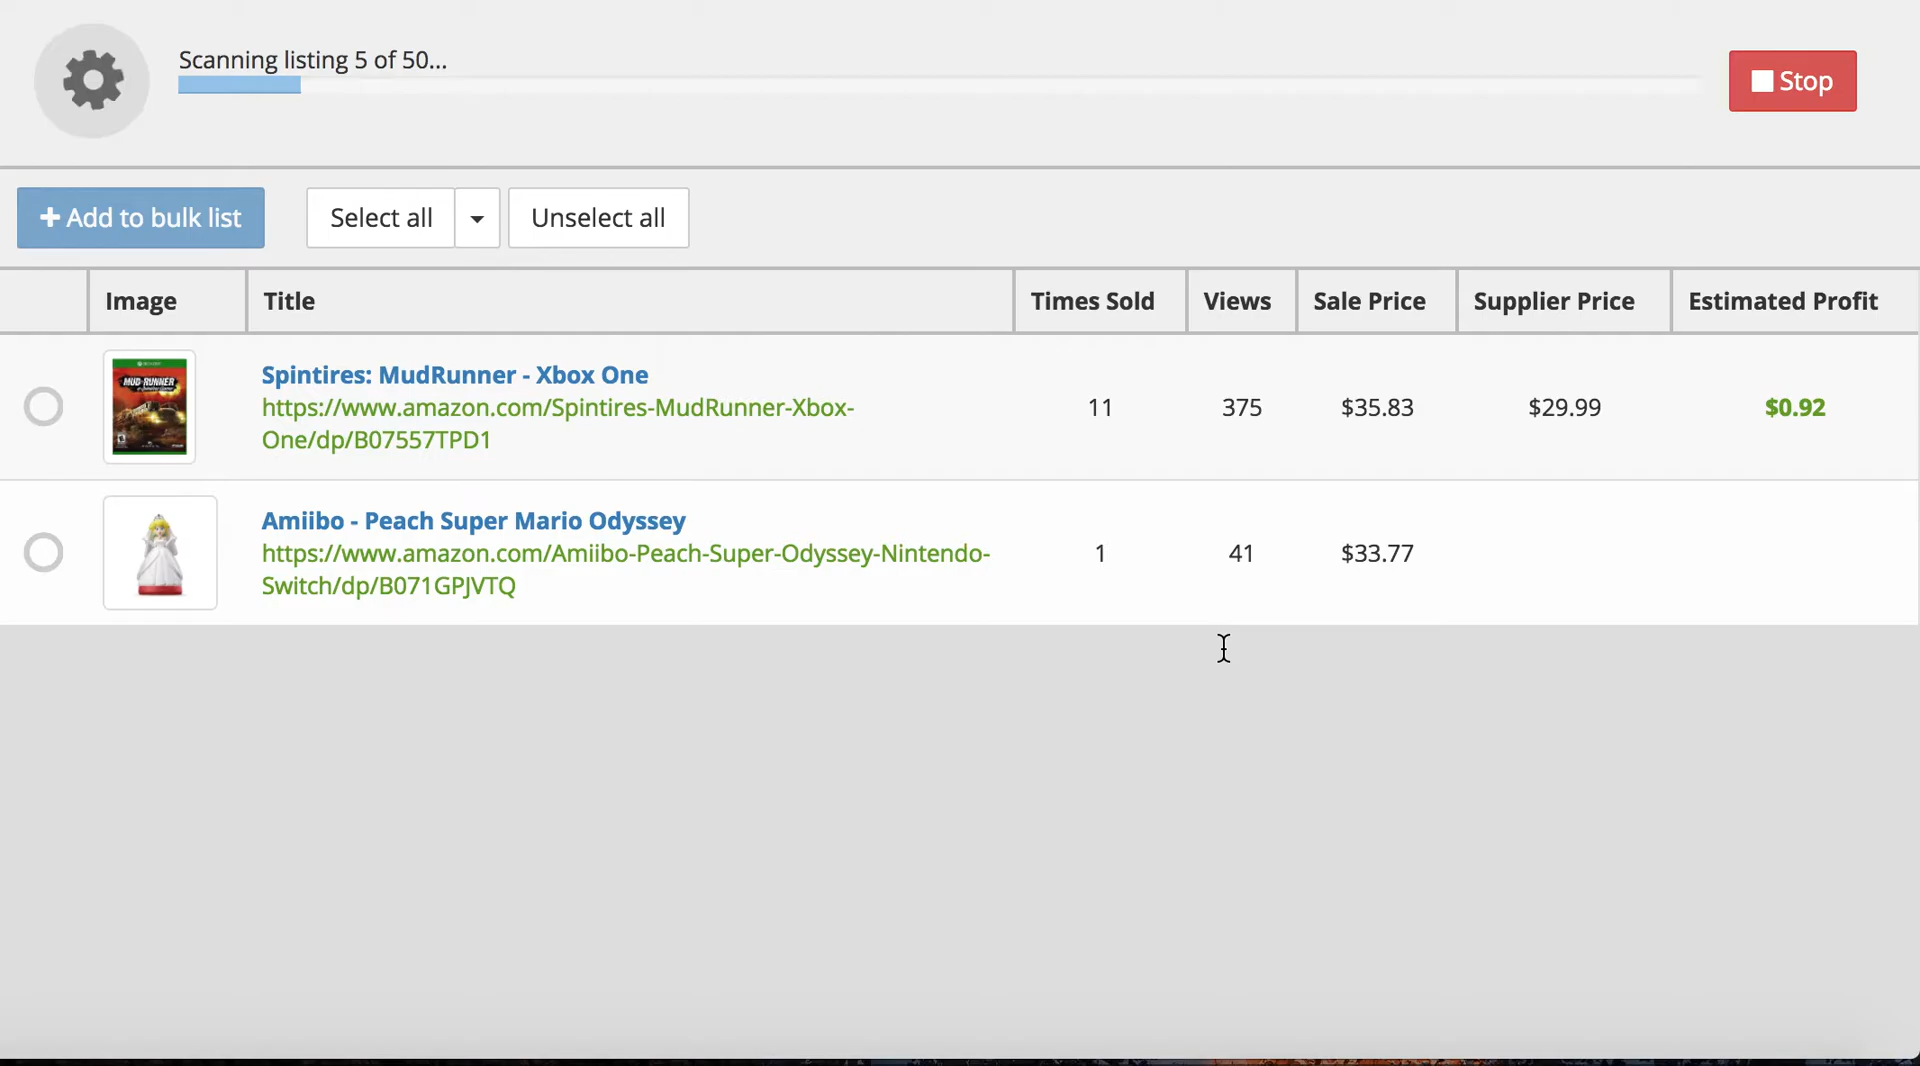 Scanning listing 5 of 50...
Stop
Add to bulk list
Select all
Unselect all
Image
Title
Times Sold
Views
Sale Price
Supplier Price
Estimated Profit
MUDRUNNER
Spintires: MudRunner - Xbox One
https://www.amazon.com/Spintires-MudRunner-Xbox-
One/dp/B07557TPD1
11
375
$35.83
$29.99
$0.92
Amiibo - Peach Super Mario Odyssey
https://www.amazon.com/Amiibo-Peach-Super-Odyssey-Nintendo-
Switch/dp/B071GPJVTQ
1
41
$33.77